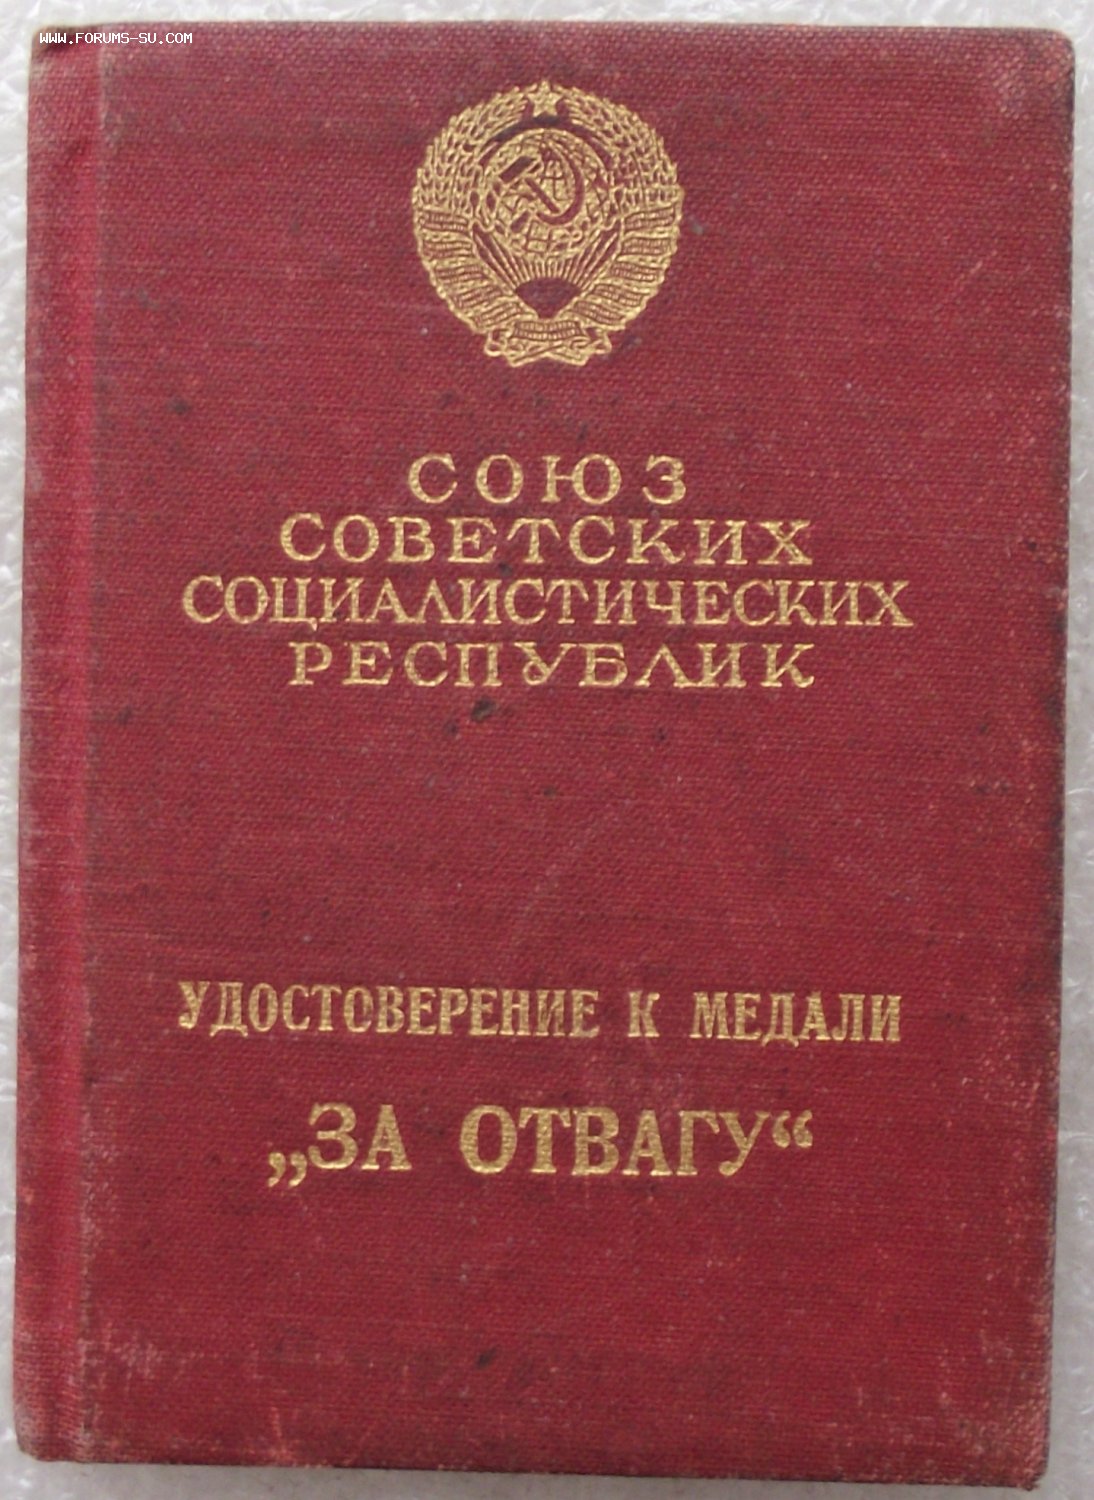 WWW.FORUMS-SU.COM
СОЮЗ
СОВЕТСКИХ
СОЦИАЛИСТИЧЕСКИХ
РЕСПУБЛИК
УДОСТОВЕРЕНИЕ К МЕДАЛИ
„ЗА ОТВАГУ“